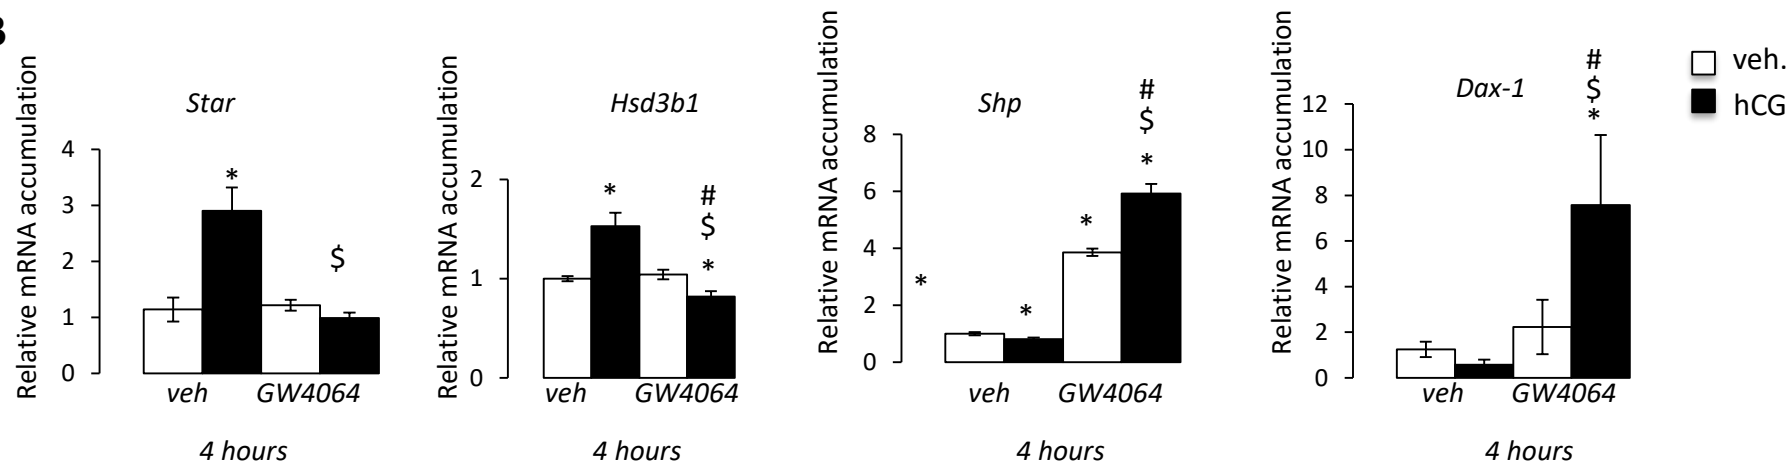 B
Relative mRNA accumulation
Star
4
3
2
1
0
*
$
veh GW4064
4 hours
Relative mRNA accumulation
Hsd3b1
2
1
0
*
#
$
*
veh GW4064
4 hours
Relative mRNA accumulation
Shp
8
6
4
2
0
*
*
*
#
$
*
veh GW4064
4 hours
Relative mRNA accumulation
Dax-1
12
10
8
6
4
2
0
#
$
*
veh GW4064
4 hours
veh.
hCG